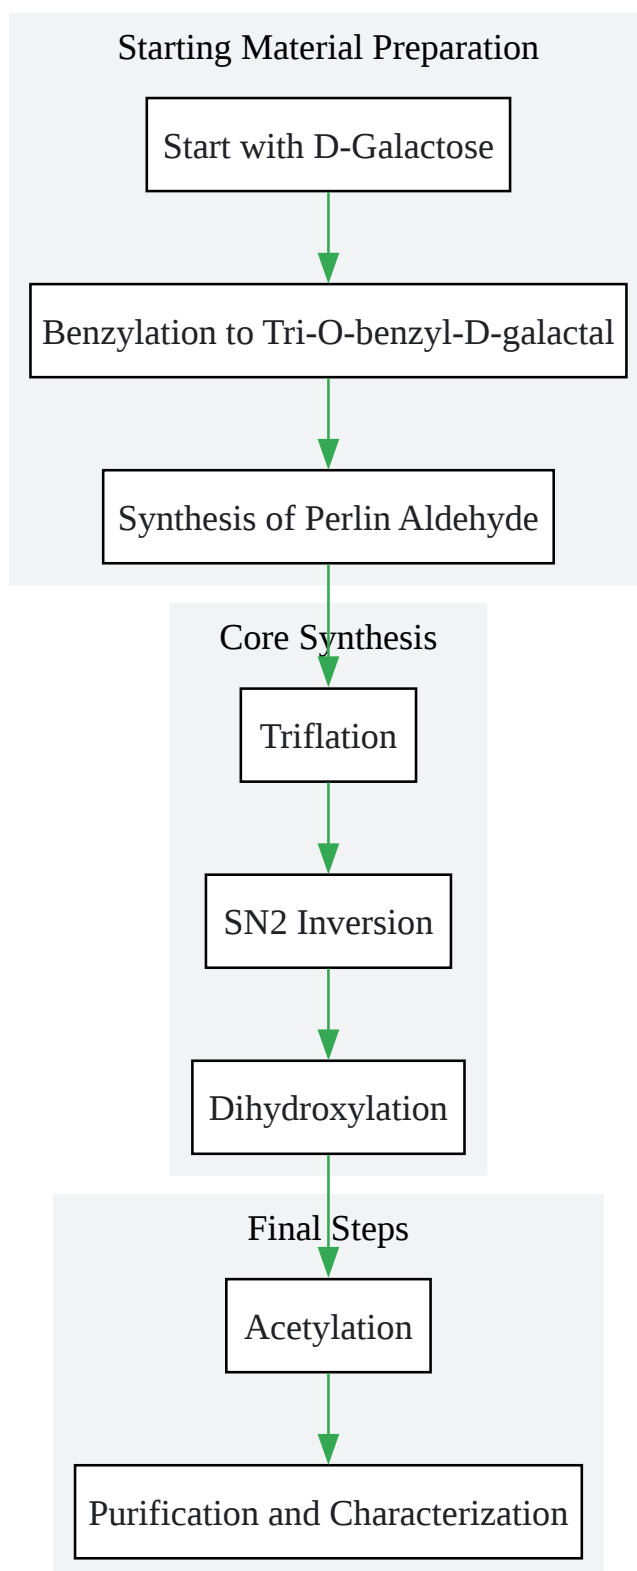 Starting Material Preparation
Start with D-Galactose
Benzylation to Tri-O-benzyl-D-galactal
Synthesis of Perlin Aldehyde
Core Synthesis
Triflation
SN2 Inversion
Dihydroxylation
Final Steps
Acetylation
Purification and Characterization